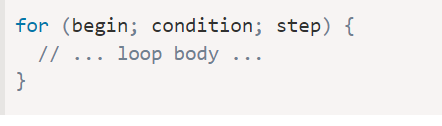 for (begin; condition; step) {
  // ... loop body ...
}